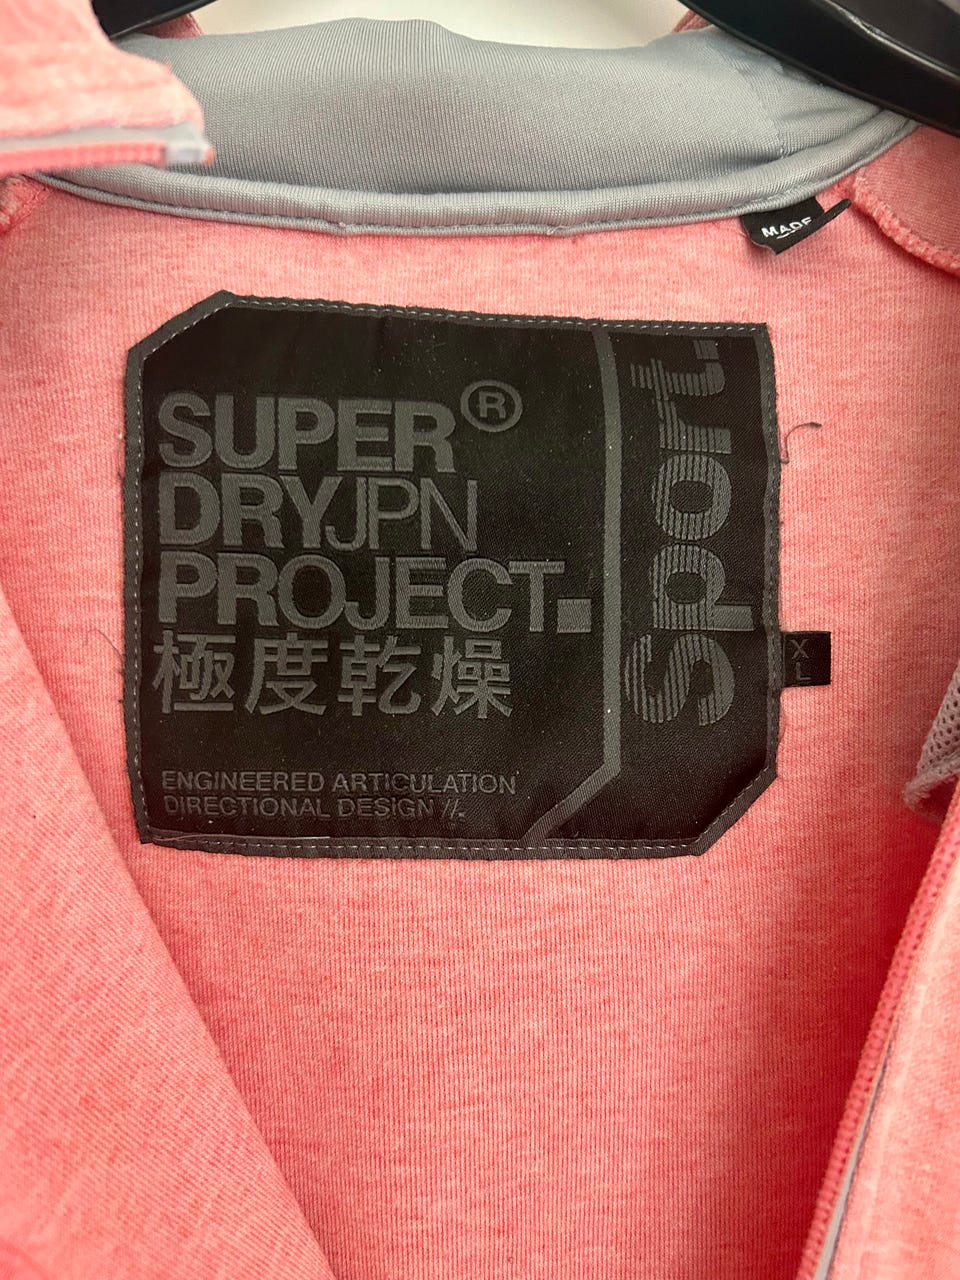 SUPER®
DRYJPN
PROJECT.
極度乾燥
ENGINEERED ARTICULATION
DIRECTIONAL DESIGN //.
Sport.
XL
MADE